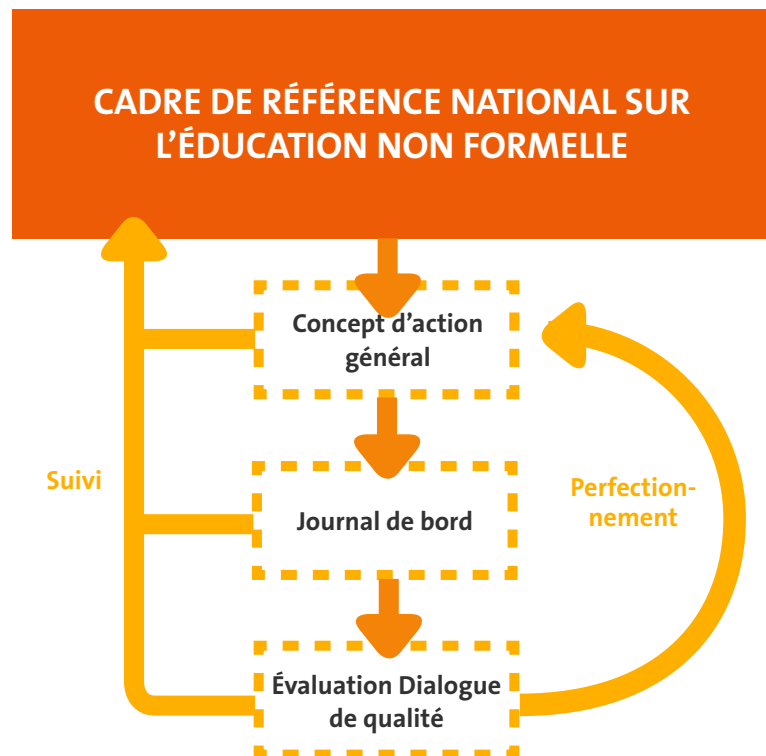 CADRE DE RÉFÉRENCE NATIONAL SUR
L’ÉDUCATION NON FORMELLE
Concept d’action
général
Suivi
Perfection-
nement
Journal de bord
Évaluation Dialogue
de qualité